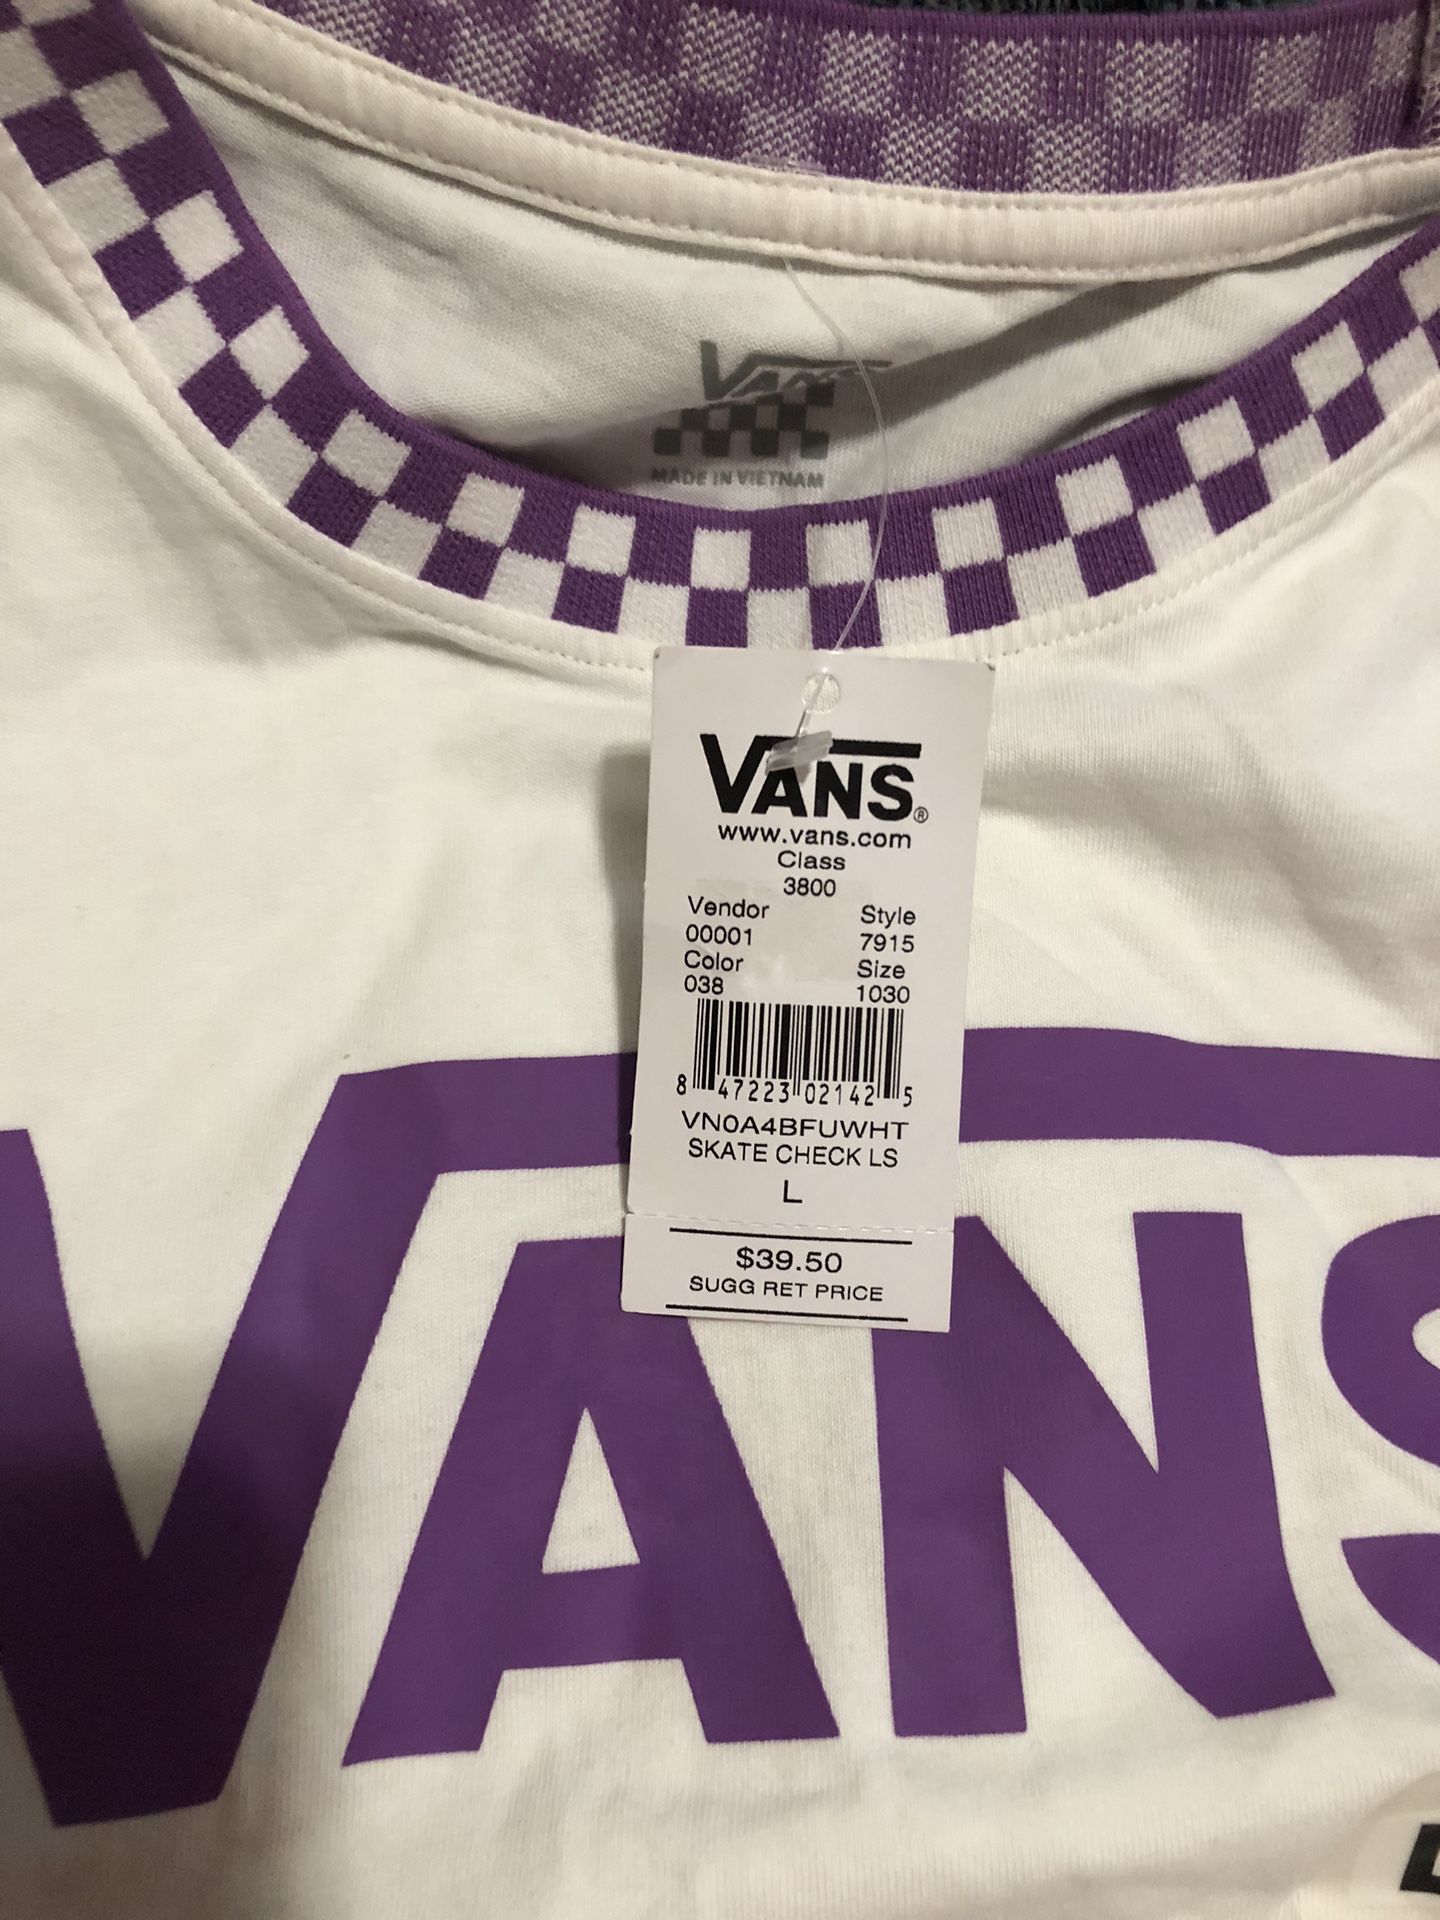 VANS
MADE IN VIETNAM
VANS®
www.vans.com
Class
3800
Vendor Style
00001 7915
Color Size
038 1030
8 47223 02142 5
VN0A4BFUWHT
SKATE CHECK LS
L
$39.50
SUGG RET PRICE
VANS